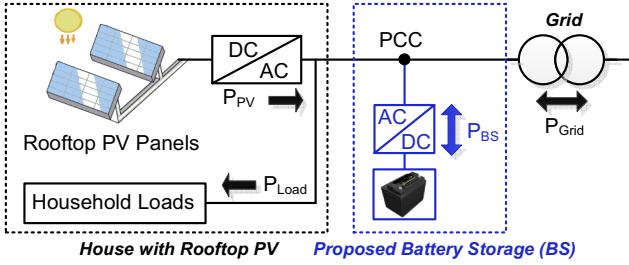 Grid
DC
AC
PCC
P_PV
AC
DC
P_BS
P_Grid
Rooftop PV Panels
P_Load
Household Loads
House with Rooftop PV
Proposed Battery Storage (BS)